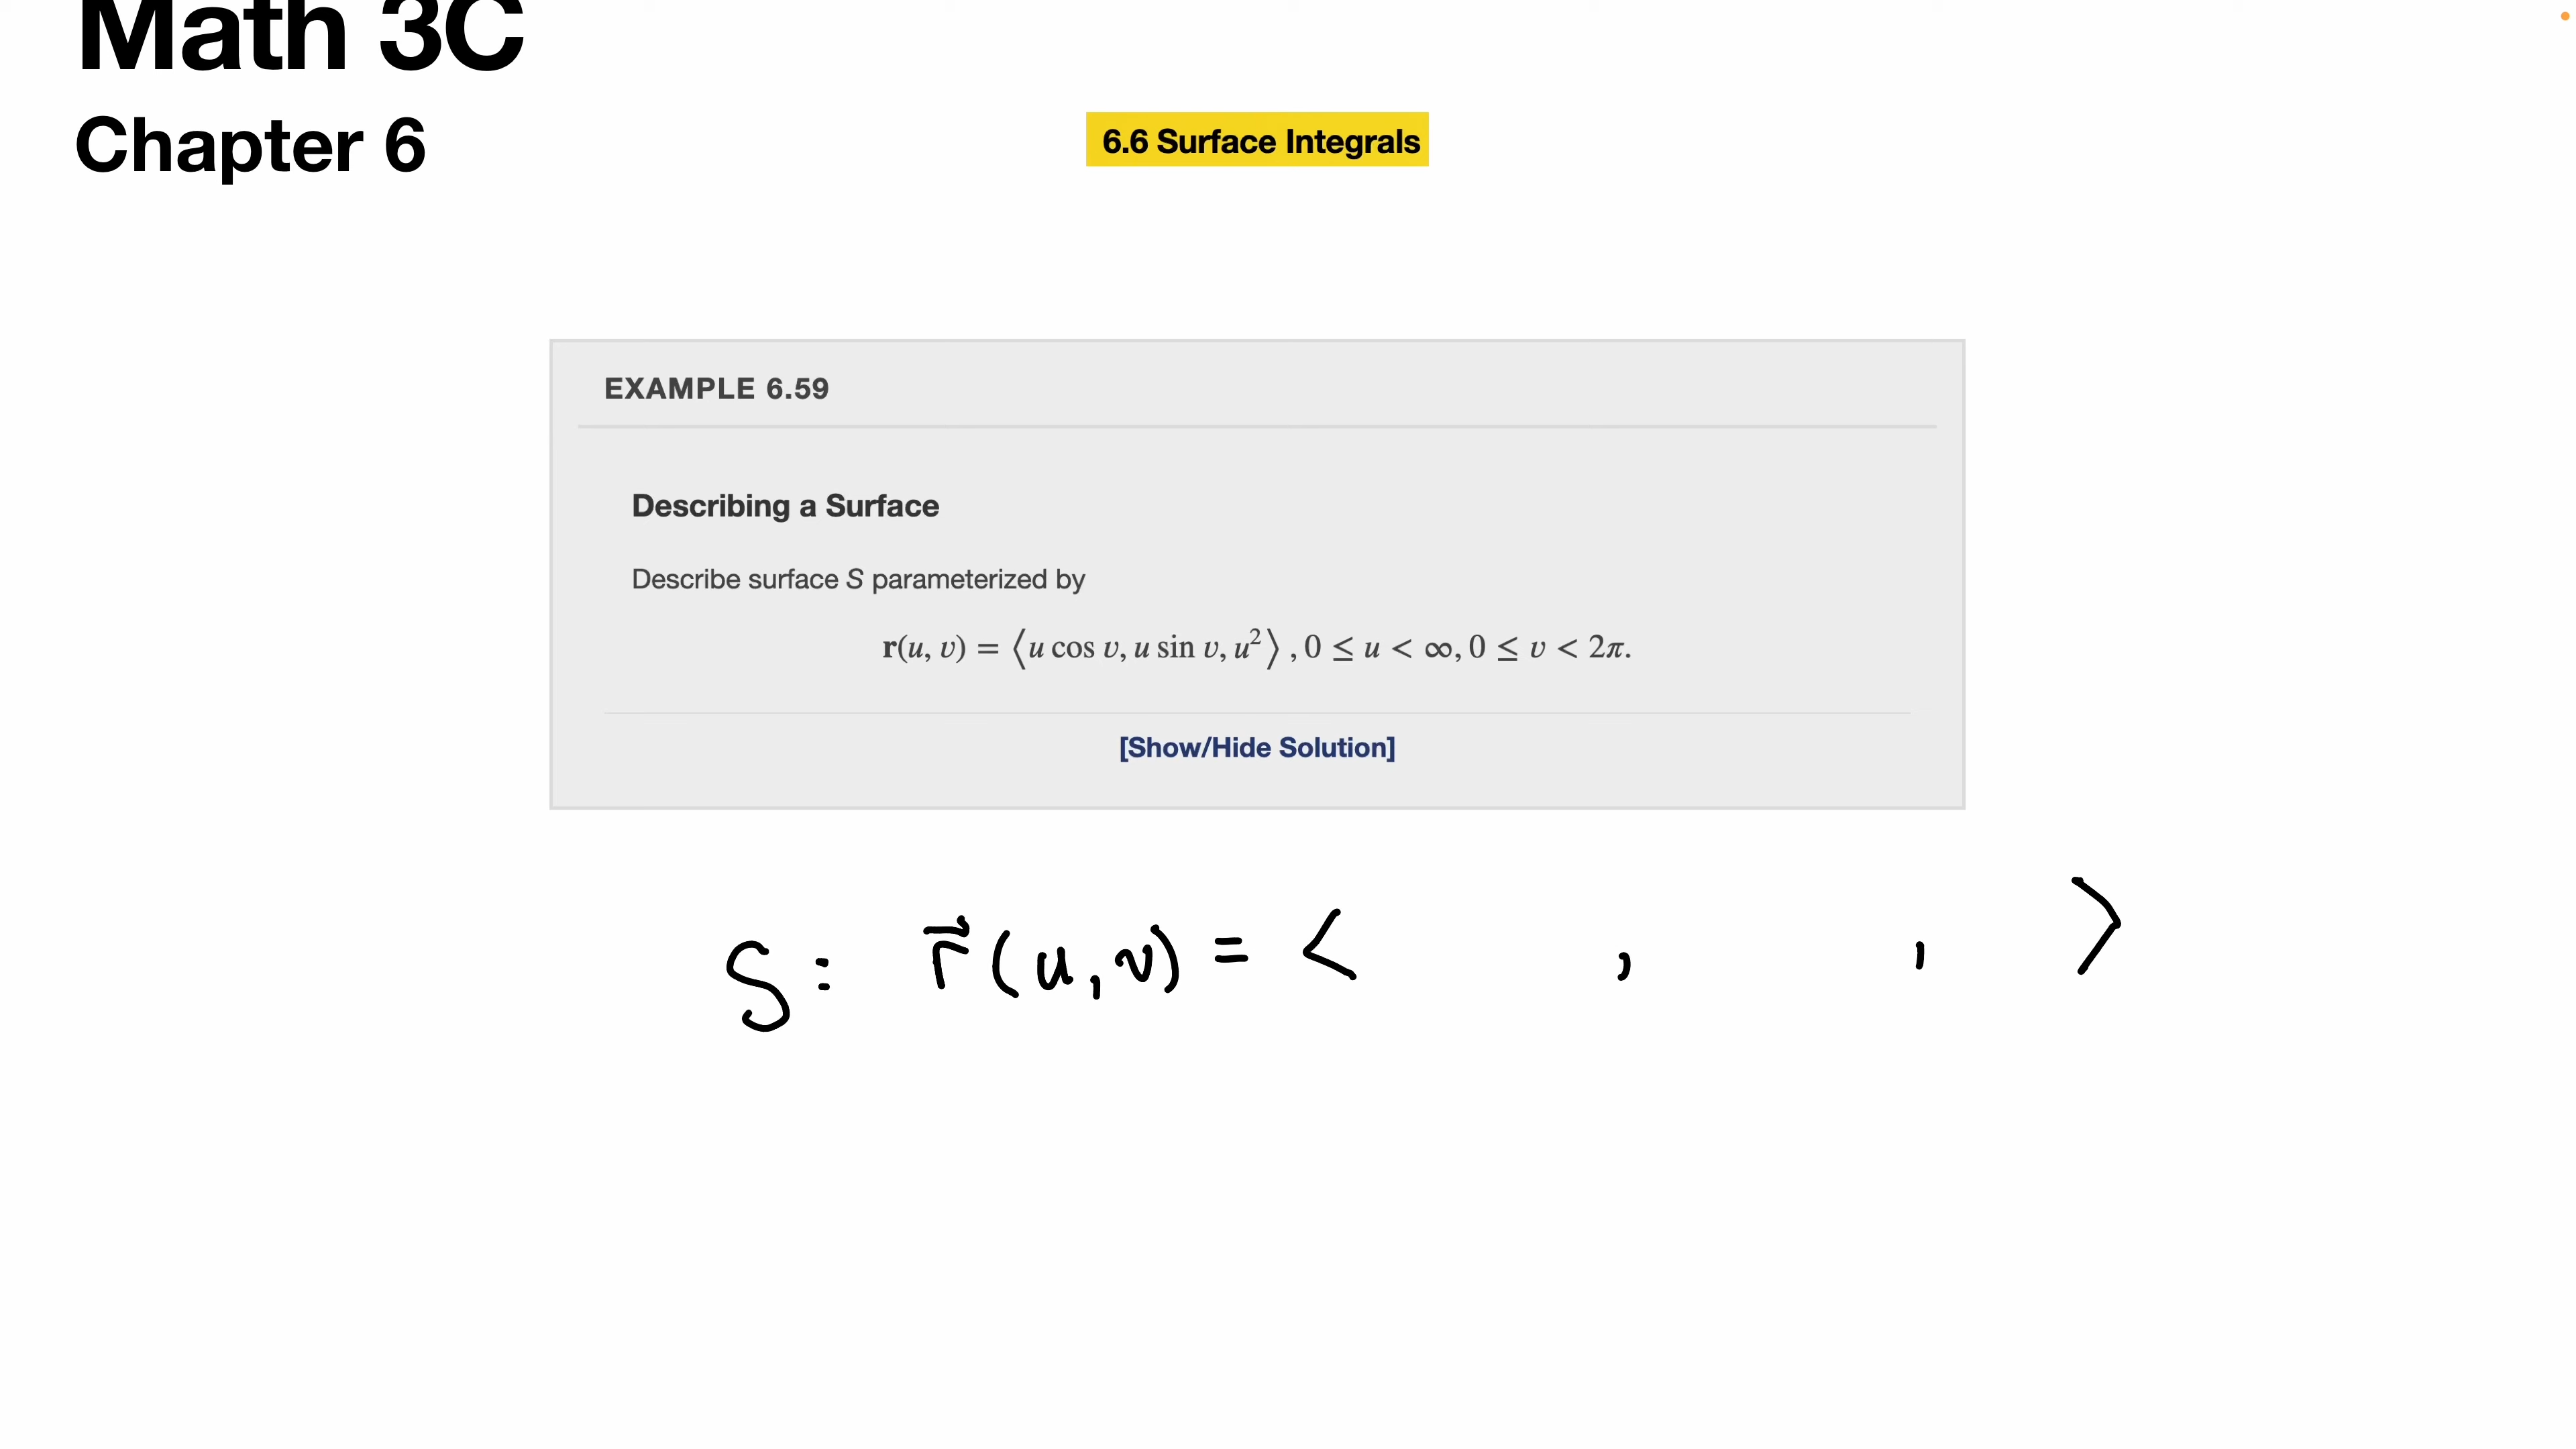 Math 3C
Chapter 6
6.6 Surface Integrals
EXAMPLE 6.59
Describing a Surface
Describe surface S parameterized by
r(u, v) = ⟨u cos v, u sin v, u²⟩ , 0 ≤ u < ∞, 0 ≤ v < 2π.
[Show/Hide Solution]
S: r⃗(u,v) = < , , >